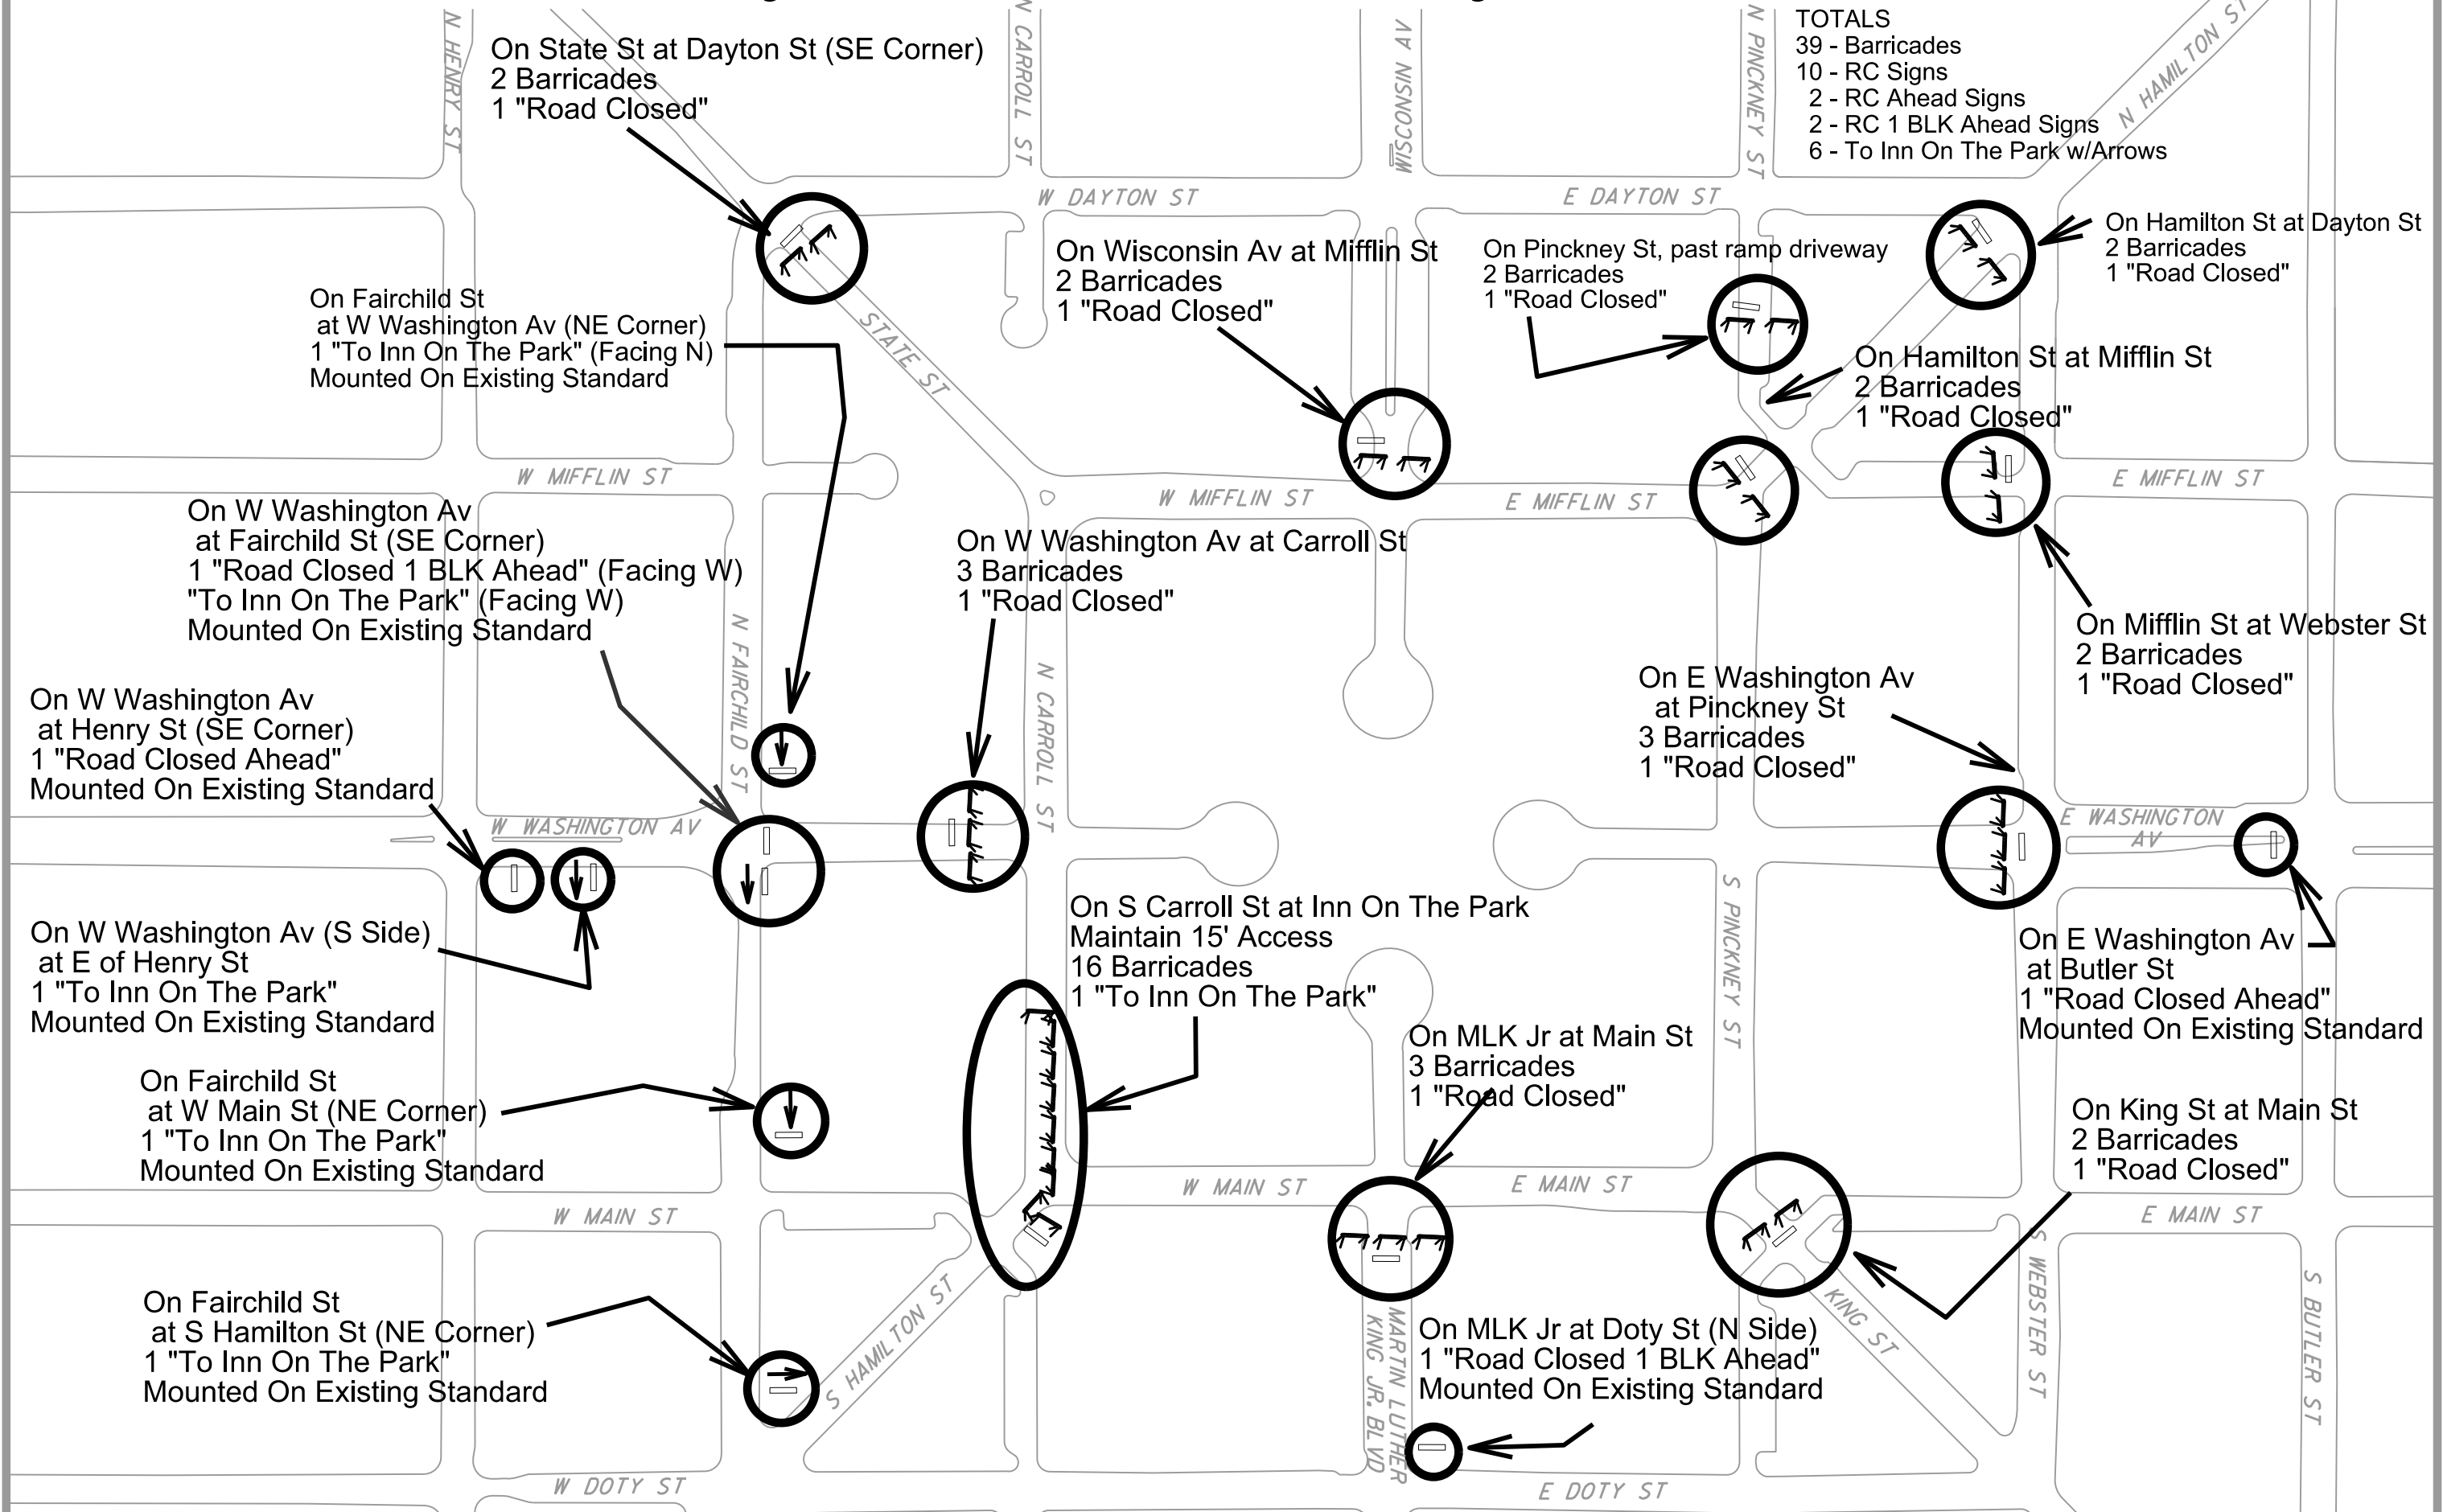 TOTALS
39 - Barricades
10 - RC Signs
2 - RC Ahead Signs
2 - RC 1 BLK Ahead Signs
6 - To Inn On The Park w/Arrows
On State St at Dayton St (SE Corner)
2 Barricades
1 "Road Closed"
N HENRY ST
N CARROLL ST
WISCONSIN AV
N PINCKNEY ST
N HAMILTON ST
W DAYTON ST
E DAYTON ST
On Hamilton St at Dayton St
2 Barricades
1 "Road Closed"
On Wisconsin Av at Mifflin St
2 Barricades
1 "Road Closed"
On Pinckney St, past ramp driveway
2 Barricades
1 "Road Closed"
On Fairchild St
at W Washington Av (NE Corner)
1 "To Inn On The Park" (Facing N)
Mounted On Existing Standard
STATE ST
On Hamilton St at Mifflin St
2 Barricades
1 "Road Closed"
W MIFFLIN ST
W MIFFLIN ST
E MIFFLIN ST
E MIFFLIN ST
On W Washington Av
at Fairchild St (SE Corner)
1 "Road Closed 1 BLK Ahead" (Facing W)
"To Inn On The Park" (Facing W)
Mounted On Existing Standard
On W Washington Av at Carroll St
3 Barricades
1 "Road Closed"
On Mifflin St at Webster St
2 Barricades
1 "Road Closed"
N FAIRCHILD ST
N CARROLL ST
On E Washington Av
at Pinckney St
3 Barricades
1 "Road Closed"
On W Washington Av
at Henry St (SE Corner)
1 "Road Closed Ahead"
Mounted On Existing Standard
W WASHINGTON AV
E WASHINGTON
AV
On S Carroll St at Inn On The Park
Maintain 15' Access
16 Barricades
1 "To Inn On The Park"
S PINCKNEY ST
On W Washington Av (S Side)
at E of Henry St
1 "To Inn On The Park"
Mounted On Existing Standard
On E Washington Av
at Butler St
1 "Road Closed Ahead"
Mounted On Existing Standard
On MLK Jr at Main St
3 Barricades
1 "Road Closed"
On Fairchild St
at W Main St (NE Corner)
1 "To Inn On The Park"
Mounted On Existing Standard
On King St at Main St
2 Barricades
1 "Road Closed"
W MAIN ST
W MAIN ST
E MAIN ST
E MAIN ST
On Fairchild St
at S Hamilton St (NE Corner)
1 "To Inn On The Park"
Mounted On Existing Standard
S HAMILTON ST
MARTIN LUTHER
KING JR. BLVD
On MLK Jr at Doty St (N Side)
1 "Road Closed 1 BLK Ahead"
Mounted On Existing Standard
KING ST
S WEBSTER ST
S BUTLER ST
W DOTY ST
E DOTY ST